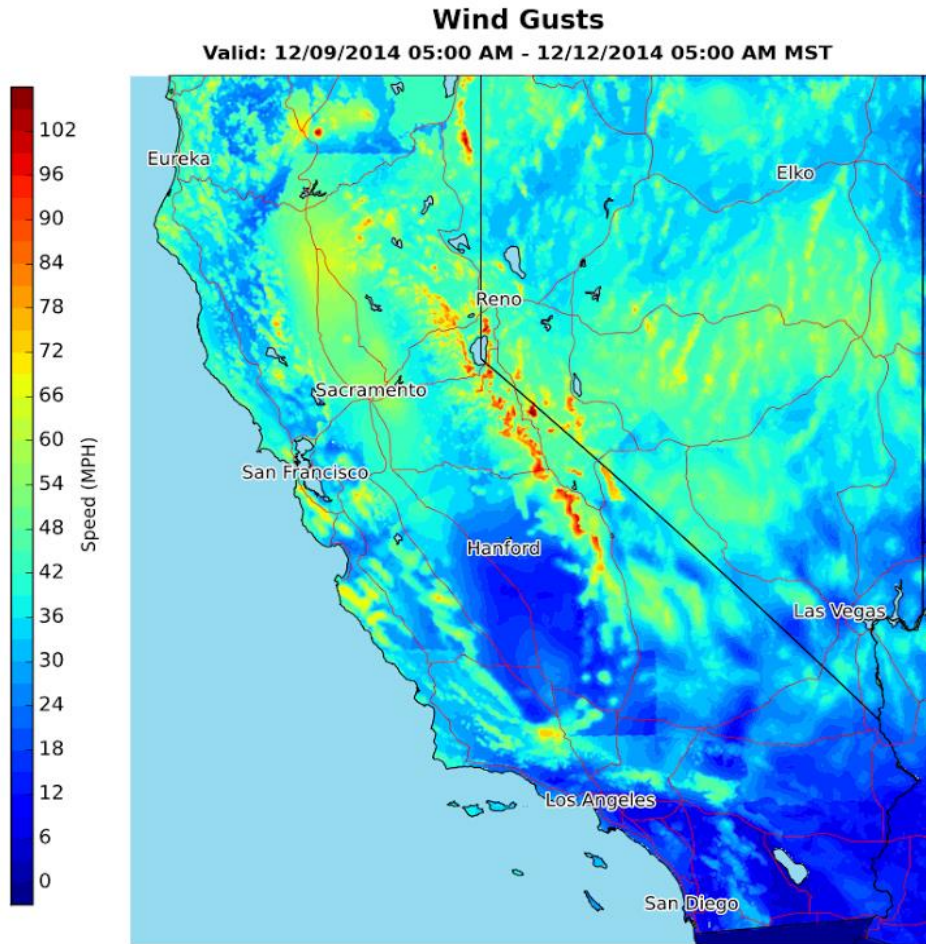 Wind Gusts
Valid: 12/09/2014 05:00 AM - 12/12/2014 05:00 AM MST
102
96
90
84
78
72
66
60
54
48
42
36
30
24
18
12
6
0
Speed (MPH)
Eureka
Elko
Reno
Sacramento
San Francisco
Hanford
Las Vegas
Los Angeles
San Diego